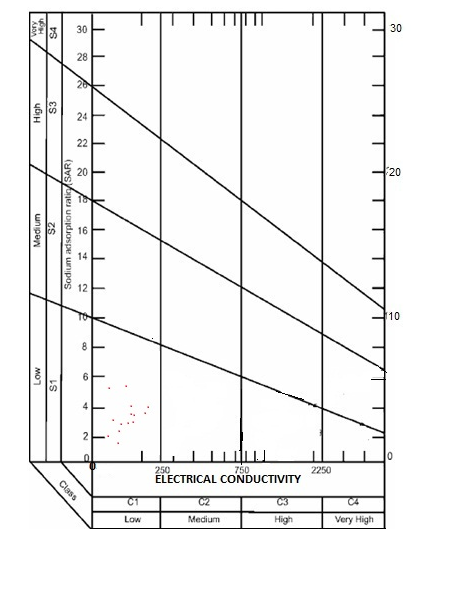 Very High
S4
High
S3
Medium
S2
Low
S1
Sodium adsorption ratio (SAR)
30
28
26
24
22
20
18
16
14
12
10
8
6
4
2
0
30
20
10
0
0 250 750 2250
ELECTRICAL CONDUCTIVITY
Class
C1 C2 C3 C4
Low Medium High Very High